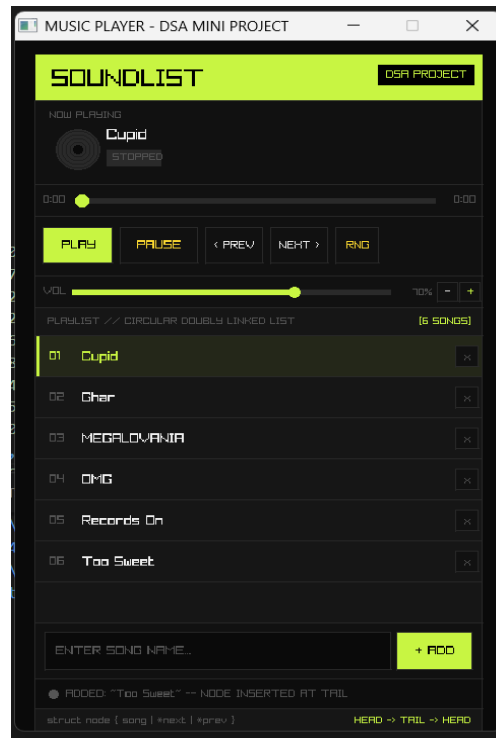 MUSIC PLAYER - DSA MINI PROJECT
SOUNDLIST
DSA PROJECT
NOW PLAYING
Cupid
STOPPED
0:00 0:00
PLAY PAUSE < PREV NEXT > RNG
VOL 70% - +
PLAYLIST // CIRCULAR DOUBLY LINKED LIST [6 SONGS]
01 Cupid x
02 Ghar x
03 MEGALOVANIA x
04 OMG x
05 Records On x
06 Too Sweet x
ENTER SONG NAME... + ADD
ADDED: "Too Sweet" -- NODE INSERTED AT TAIL
struct node { song | *next | *prev } HEAD -> TAIL -> HEAD